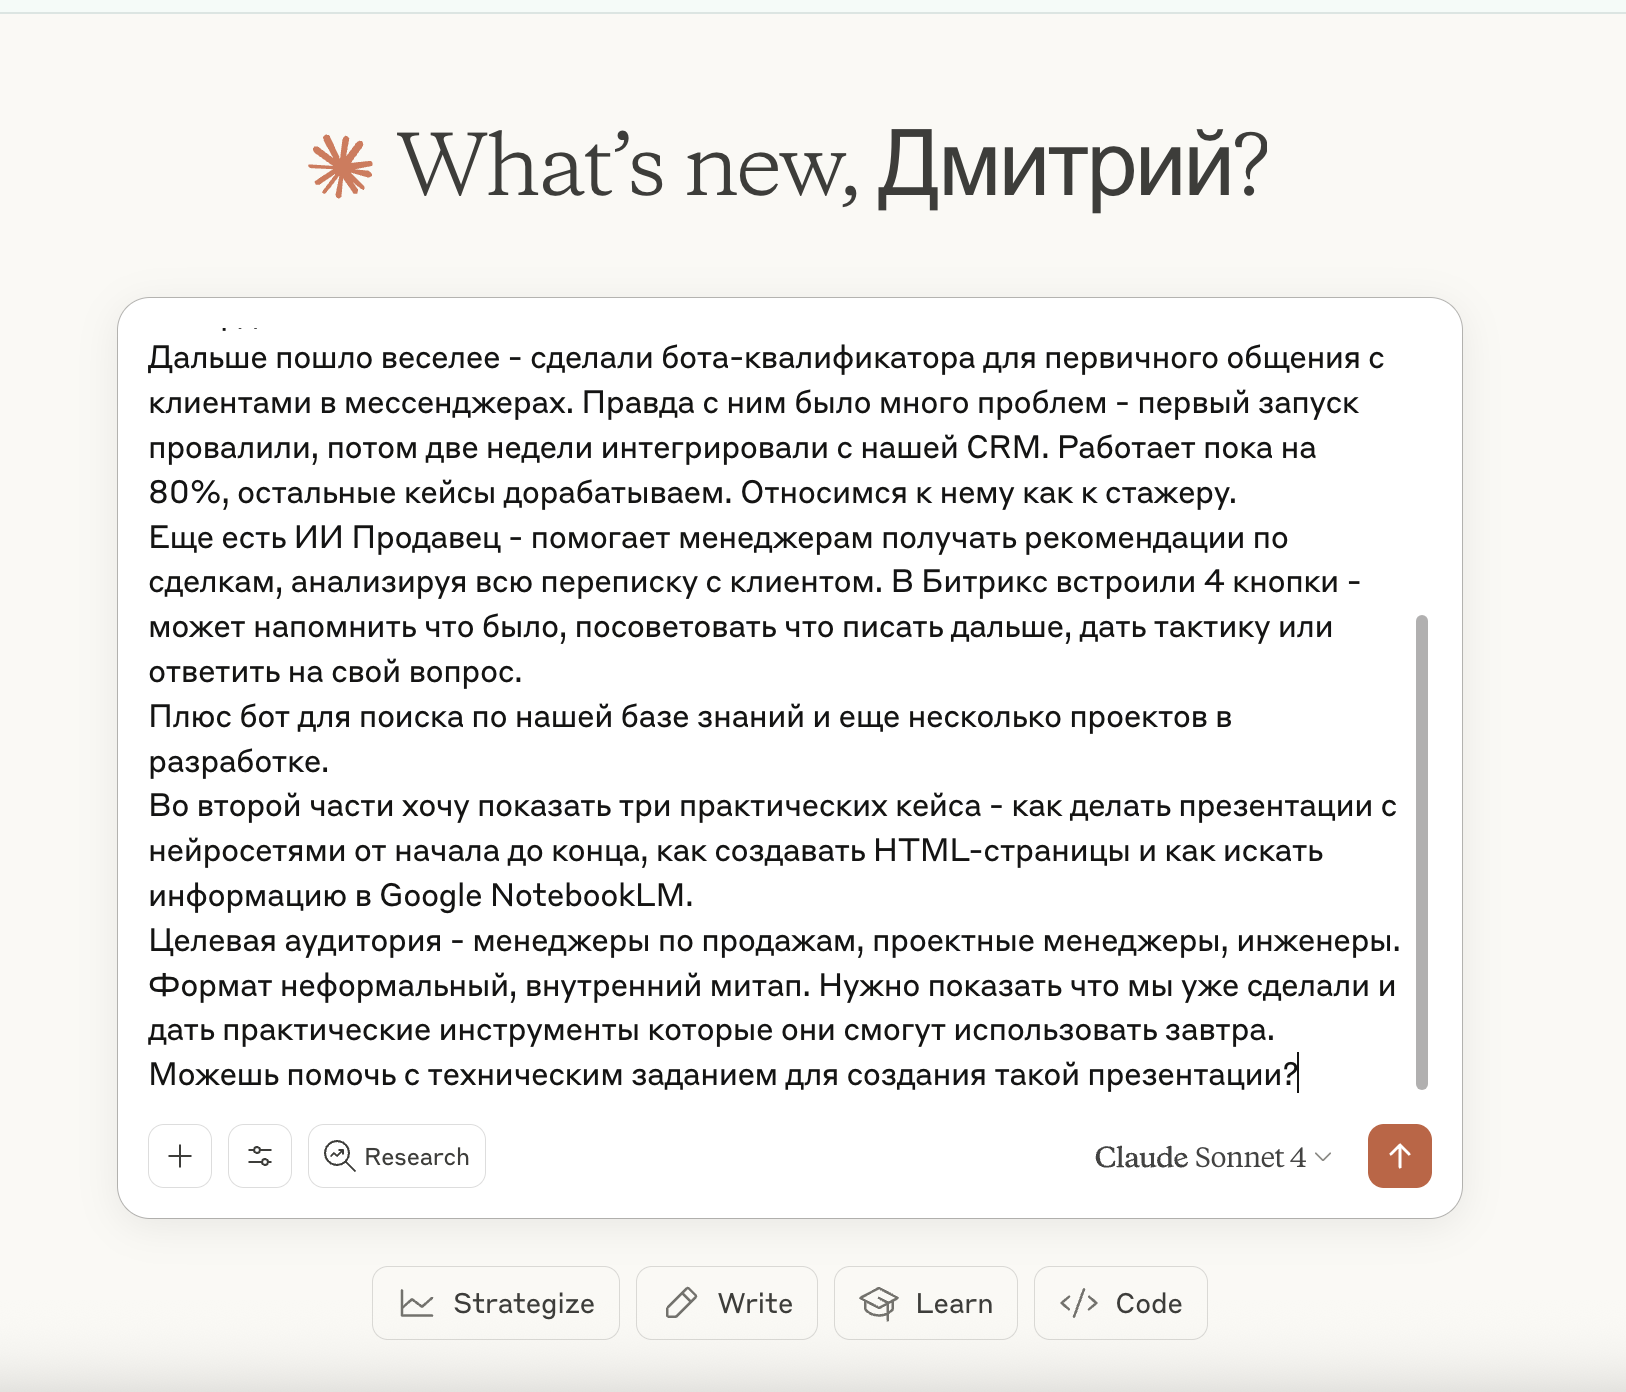 What’s new, Дмитрий?
Дальше пошло веселее - сделали бота-квалификатора для первичного общения с
клиентами в мессенджерах. Правда с ним было много проблем - первый запуск
провалили, потом две недели интегрировали с нашей CRM. Работает пока на
80%, остальные кейсы дорабатываем. Относимся к нему как к стажеру.
Еще есть ИИ Продавец - помогает менеджерам получать рекомендации по
сделкам, анализируя всю переписку с клиентом. В Битрикс встроили 4 кнопки -
может напомнить что было, посоветовать что писать дальше, дать тактику или
ответить на свой вопрос.
Плюс бот для поиска по нашей базе знаний и еще несколько проектов в
разработке.
Во второй части хочу показать три практических кейса - как делать презентации с
нейросетями от начала до конца, как создавать HTML-страницы и как искать
информацию в Google NotebookLM.
Целевая аудитория - менеджеры по продажам, проектные менеджеры, инженеры.
Формат неформальный, внутренний митап. Нужно показать что мы уже сделали и
дать практические инструменты которые они смогут использовать завтра.
Можешь помочь с техническим заданием для создания такой презентации?
Research
Claude Sonnet 4
Strategize
Write
Learn
Code